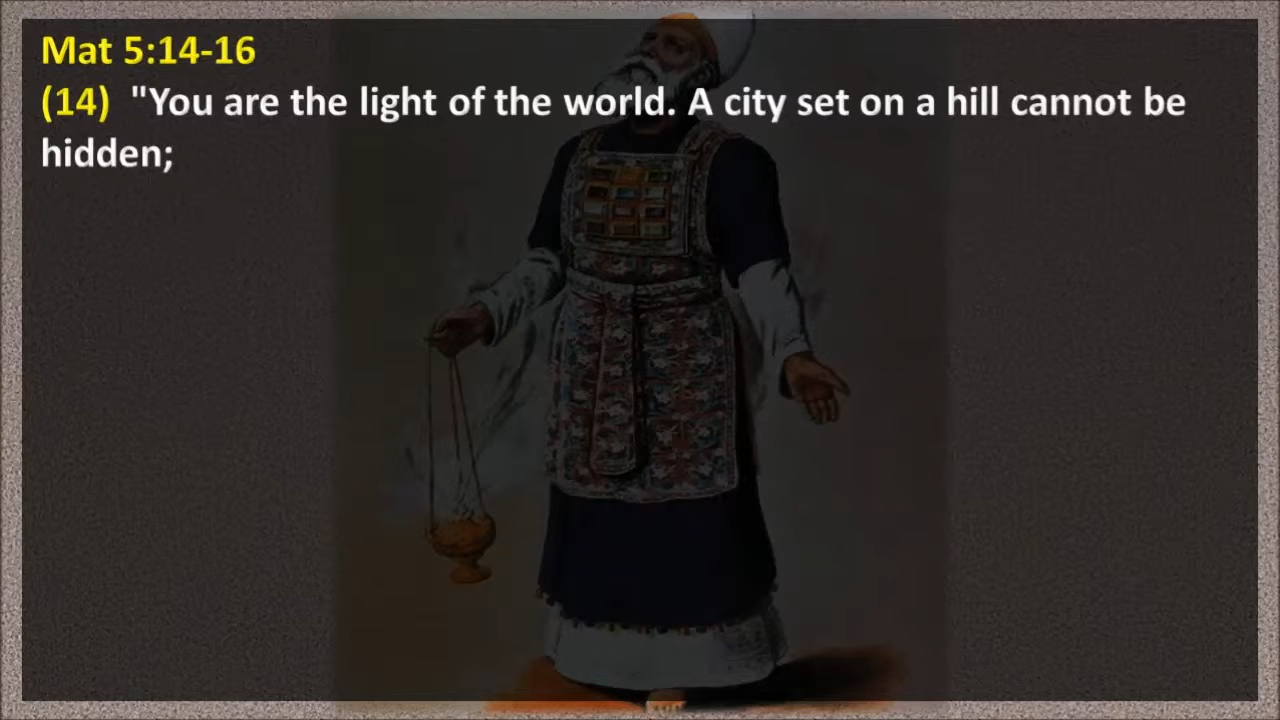 Mat 5:14-16
(14) "You are the light of the world. A city set on a hill cannot be
hidden;